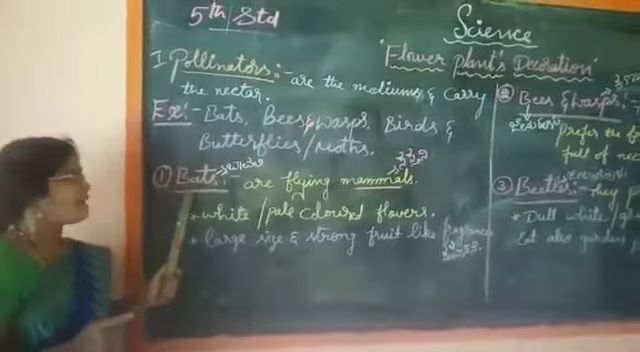 5th Std
Science
"Flower plant's Decoration"
I Pollinators:- are the mediums, & carry
the nectar.
Ex:- Bats, Bees & wasps, Birds &
Butterflies / Moths.
① Bats:- are flying mammals.
* white / pale coloured flowers.
* large size & strong fruit like fragrance
② Bees & wasps:-
prefer the f
full of ne
③ Beetles:- They
* Dull white / g
Eat also garden